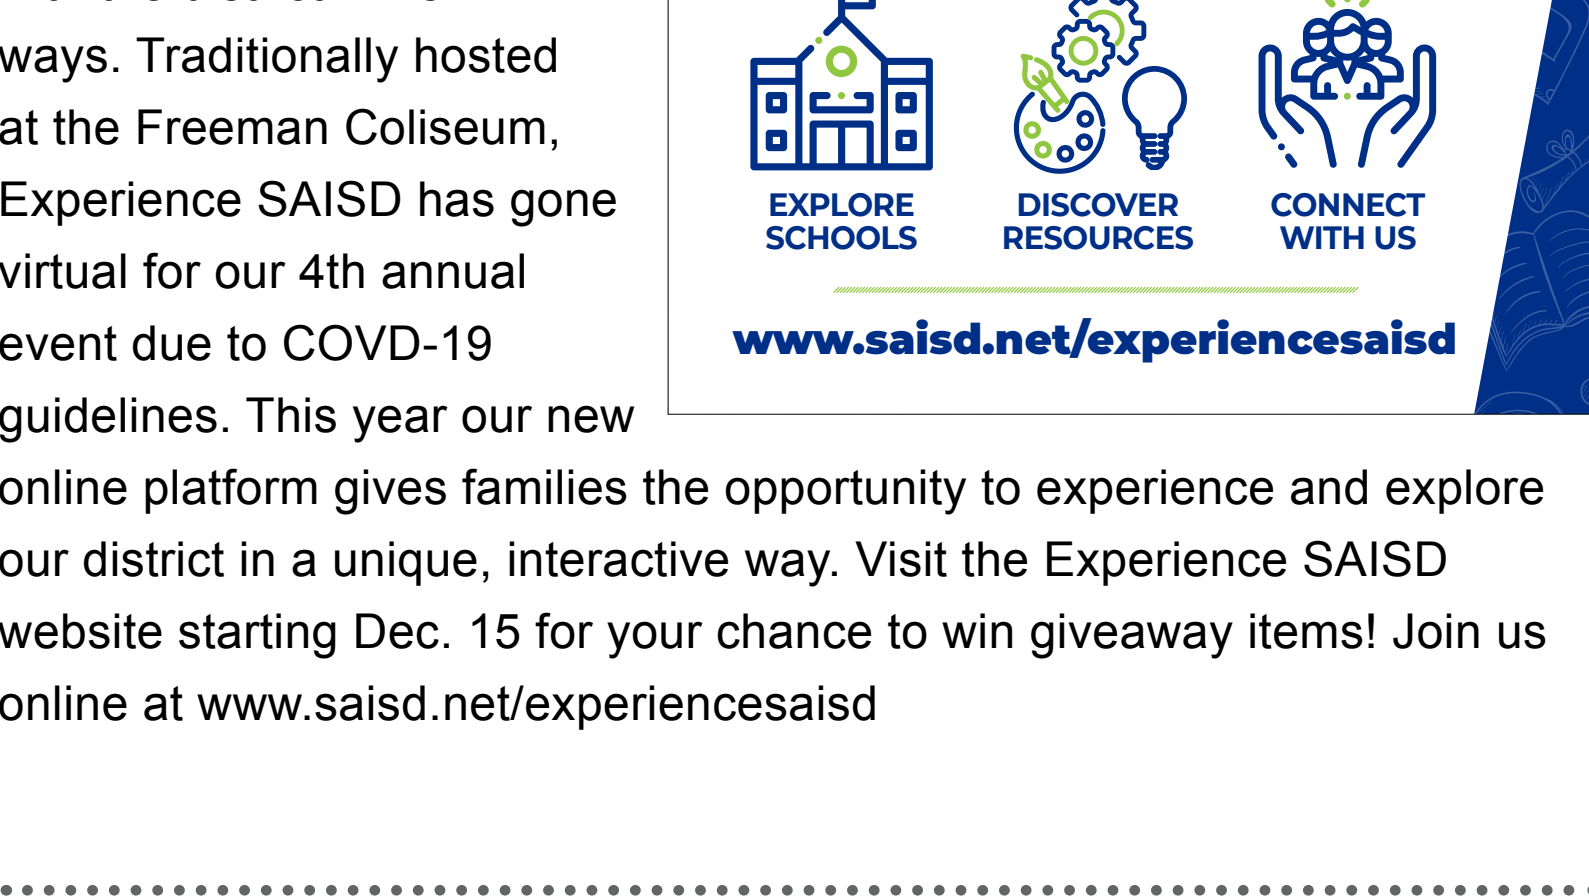 ways. Traditionally hosted
at the Freeman Coliseum,
Experience SAISD has gone
virtual for our 4th annual
event due to COVD-19
guidelines. This year our new
online platform gives families the opportunity to experience and explore
our district in a unique, interactive way. Visit the Experience SAISD
website starting Dec. 15 for your chance to win giveaway items! Join us
online at www.saisd.net/experiencesaisd
EXPLORE
SCHOOLS
DISCOVER
RESOURCES
CONNECT
WITH US
www.saisd.net/experiencesaisd